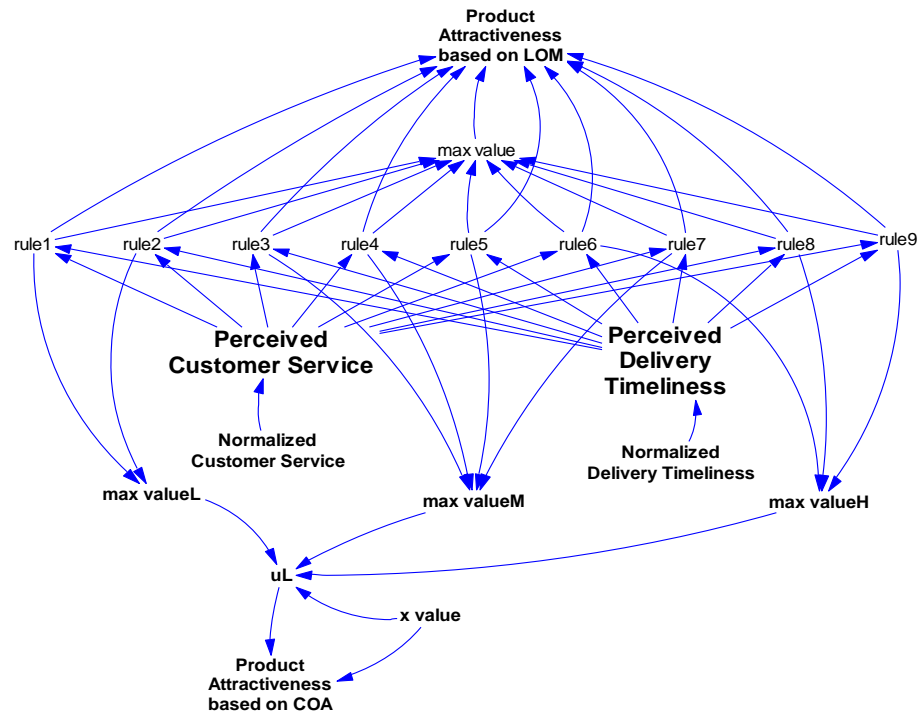 Product
Attractiveness
based on LOM
max value
rule1
rule2
rule3
rule4
rule5
rule6
rule7
rule8
rule9
Perceived
Customer Service
Perceived
Delivery
Timeliness
Normalized
Customer Service
Normalized
Delivery Timeliness
max valueL
max valueM
max valueH
uL
x value
Product
Attractiveness
based on COA